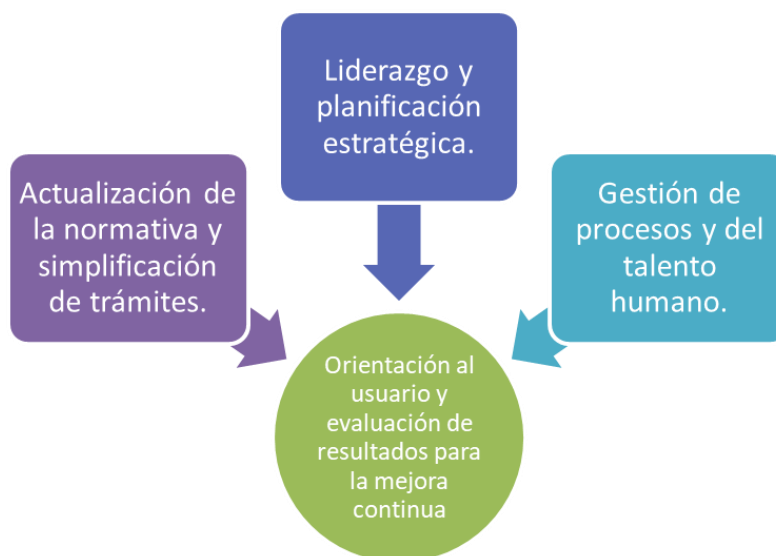 Liderazgo y
planificación
estratégica.
Actualización de
la normativa y
simplificación
de trámites.
Gestión de
procesos y del
talento
humano.
Orientación al
usuario y
evaluación de
resultados para
la mejora
continua